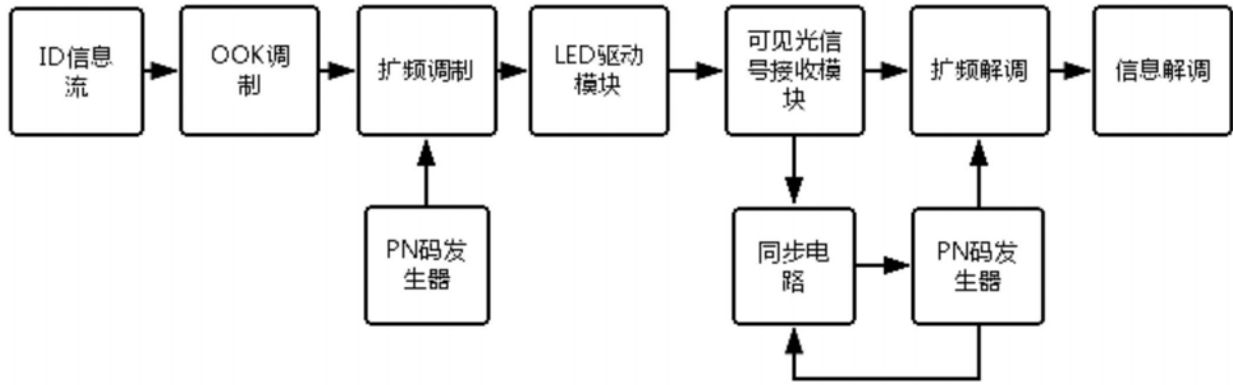 ID信息
流
OOK调
制
扩频调制
LED驱动
模块
可见光信
号接收模
块
扩频解调
信息解调
PN码发
生器
同步电
路
PN码发
生器